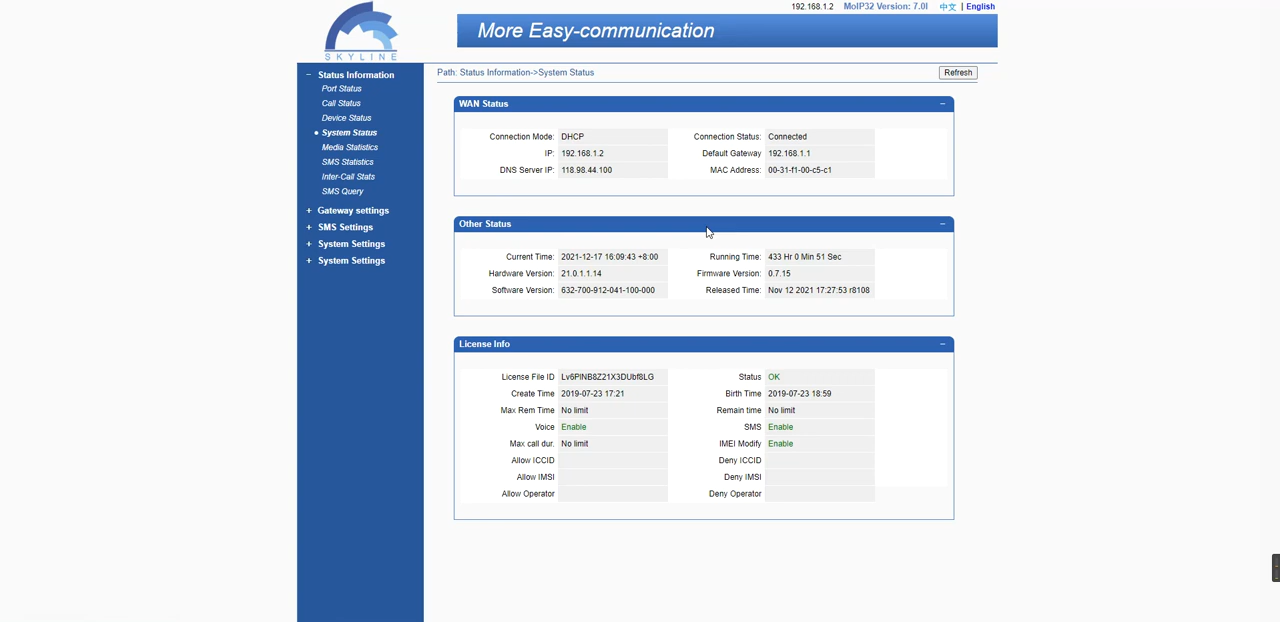 192.168.1.2 MoIP32 Version: 7.0I 中文 | English
SKYLINE
More Easy-communication
Path: Status Information->System Status
Refresh
− Status Information
Port Status
Call Status
Device Status
System Status
Media Statistics
SMS Statistics
Inter-Call Stats
SMS Query
+ Gateway settings
+ SMS Settings
+ System Settings
+ System Settings
WAN Status
Connection Mode: DHCP Connection Status: Connected
IP: 192.168.1.2 Default Gateway 192.168.1.1
DNS Server IP: 118.98.44.100 MAC Address: 00-31-f1-00-c5-c1
Other Status
Current Time: 2021-12-17 16:09:43 +8:00 Running Time: 433 Hr 0 Min 51 Sec
Hardware Version: 21.0.1.1.14 Firmware Version: 0.7.15
Software Version: 632-700-912-041-100-000 Released Time: Nov 12 2021 17:27:53 r8108
License Info
License File ID Lv6PINB8Z21X3DUbf8LG Status OK
Create Time 2019-07-23 17:21 Birth Time 2019-07-23 18:59
Max Rem Time No limit Remain time No limit
Voice Enable SMS Enable
Max call dur. No limit IMEI Modify Enable
Allow ICCID Deny ICCID
Allow IMSI Deny IMSI
Allow Operator Deny Operator